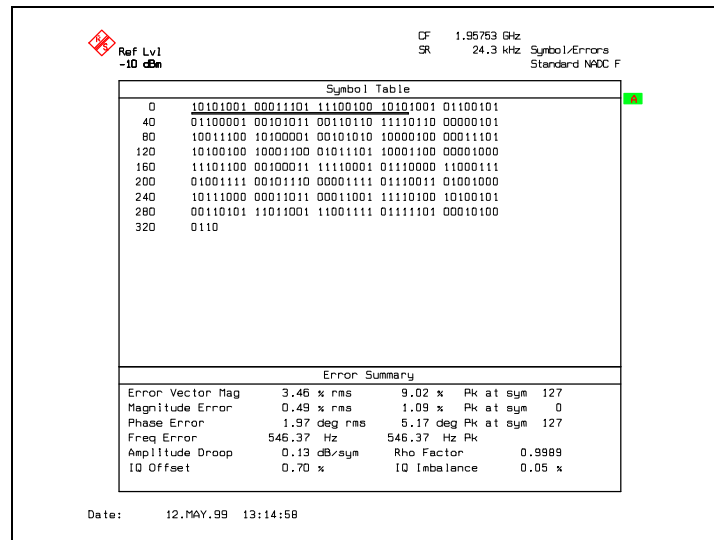 R S
CF 1.95753 GHz
Ref Lvl SR 24.3 kHz Symbol/Errors
-10 dBm Standard NADC F
Symbol Table
A
0 10101001 00011101 11100100 10101001 01100101
40 01100001 00101011 00110110 11110110 00000101
80 10011100 10100001 00101010 10000100 00011101
120 10100100 10001100 01011101 10001100 00001000
160 11101100 00100011 11110001 01110000 11000111
200 01001111 00101110 00001111 01110011 01001000
240 10111000 00011011 00011001 11110100 10100101
280 00110101 11011001 11001111 01111101 00010100
320 0110
Error Summary
Error Vector Mag 3.46 % rms 9.02 % Pk at sym 127
Magnitude Error 0.49 % rms 1.09 % Pk at sym 0
Phase Error 1.97 deg rms 5.17 deg Pk at sym 127
Freq Error 546.37 Hz 546.37 Hz Pk
Amplitude Droop 0.13 dB/sym Rho Factor 0.9989
IQ Offset 0.70 % IQ Imbalance 0.05 %
Date: 12.MAY.99 13:14:58